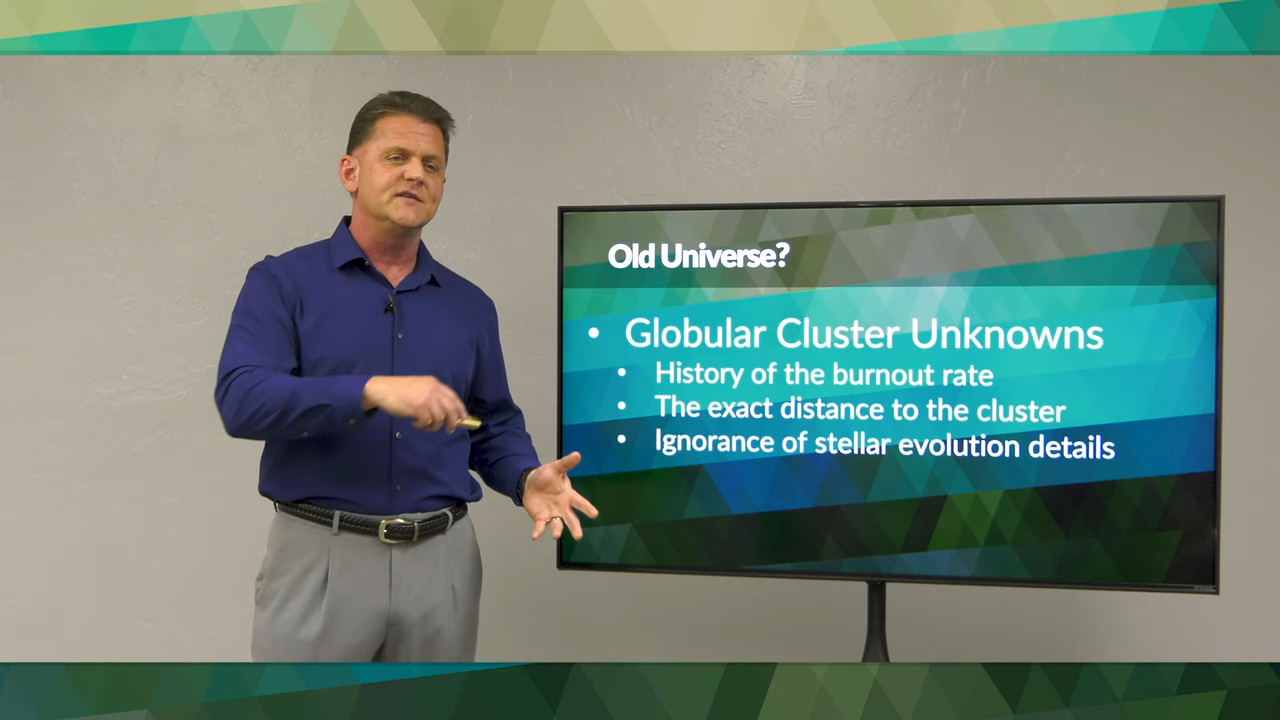 Old Universe?
• Globular Cluster Unknowns
• History of the burnout rate
• The exact distance to the cluster
• Ignorance of stellar evolution details